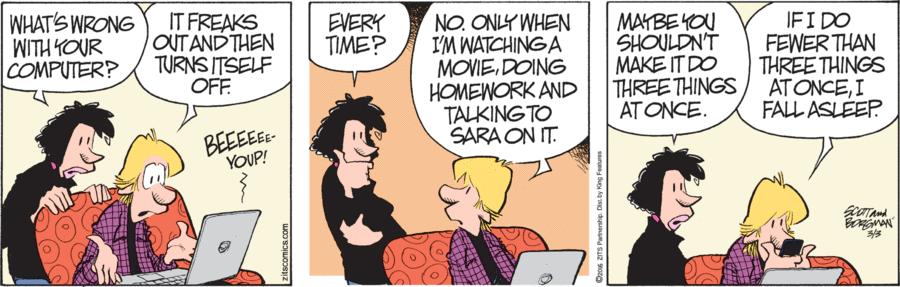 WHAT'S WRONG
WITH YOUR
COMPUTER?
IT FREAKS
OUT AND THEN
TURNS ITSELF
OFF.
BEEEEEE-
YOUP!
zitscomics.com
EVERY
TIME?
NO. ONLY WHEN
I'M WATCHING A
MOVIE, DOING
HOMEWORK AND
TALKING TO
SARA ON IT.
©2016 ZITS Partnership. Dist. by King Features
MAYBE YOU
SHOULDN'T
MAKE IT DO
THREE THINGS
AT ONCE.
IF I DO
FEWER THAN
THREE THINGS
AT ONCE, I
FALL ASLEEP.
SCOTT and
BORGMAN
3/3